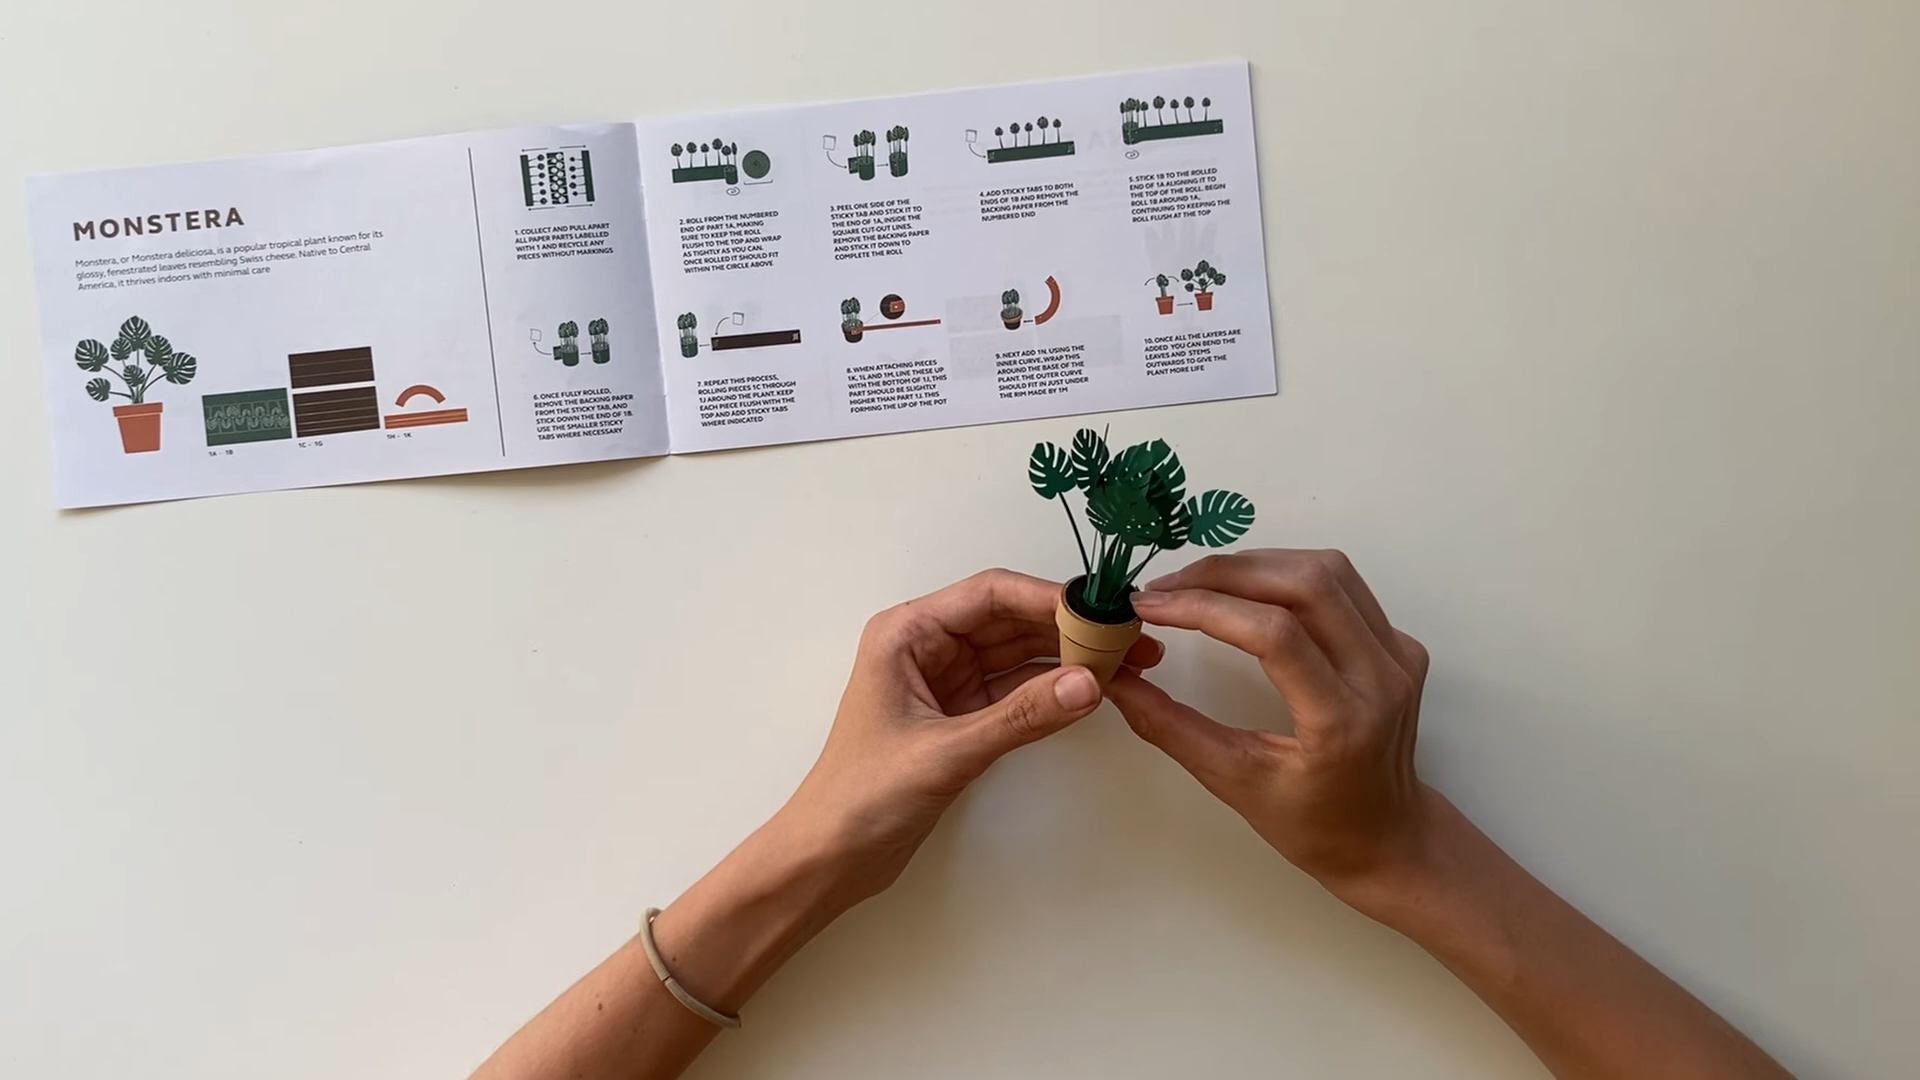 MONSTERA
Monstera, or Monstera deliciosa, is a popular tropical plant known for its
glossy, fenestrated leaves resembling Swiss cheese. Native to Central
America, it thrives indoors with minimal care
1A - 1B
1C - 1G
1H - 1K
1. COLLECT AND PULL APART
ALL PAPER PARTS LABELLED
WITH 1 AND RECYCLE ANY
PIECES WITHOUT MARKINGS
2. ROLL FROM THE NUMBERED
END OF PART 1A, MAKING
SURE TO KEEP THE ROLL
FLUSH TO THE TOP AND WRAP
AS TIGHTLY AS YOU CAN.
ONCE ROLLED IT SHOULD FIT
WITHIN THE CIRCLE ABOVE
3. PEEL ONE SIDE OF THE
STICKY TAB AND STICK IT TO
THE END OF 1A, INSIDE THE
SQUARE CUT-OUT LINES.
REMOVE THE BACKING PAPER
AND STICK IT DOWN TO
COMPLETE THE ROLL
4. ADD STICKY TABS TO BOTH
ENDS OF 1B AND REMOVE THE
BACKING PAPER FROM THE
NUMBERED END
5. STICK 1B TO THE ROLLED
END OF 1A ALIGNING IT TO
THE TOP OF THE ROLL. BEGIN
ROLL 1B AROUND 1A,
CONTINUING TO KEEPING THE
ROLL FLUSH AT THE TOP
6. ONCE FULLY ROLLED,
REMOVE THE BACKING PAPER
FROM THE STICKY TAB, AND
STICK DOWN THE END OF 1B.
USE THE SMALLER STICKY
TABS WHERE NECESSARY
7. REPEAT THIS PROCESS,
ROLLING PIECES 1C THROUGH
1J AROUND THE PLANT. KEEP
EACH PIECE FLUSH WITH THE
TOP AND ADD STICKY TABS
WHERE INDICATED
8. WHEN ATTACHING PIECES
1K, 1L AND 1M, LINE THESE UP
WITH THE BOTTOM OF 1J, THIS
PART SHOULD BE SLIGHTLY
HIGHER THAN PART 1J. THIS
FORMING THE LIP OF THE POT
9. NEXT ADD 1N. USING THE
INNER CURVE, WRAP THIS
AROUND THE BASE OF THE
PLANT. THE OUTER CURVE
SHOULD FIT IN JUST UNDER
THE RIM MADE BY 1M
10. ONCE ALL THE LAYERS ARE
ADDED YOU CAN BEND THE
LEAVES AND STEMS
OUTWARDS TO GIVE THE
PLANT MORE LIFE